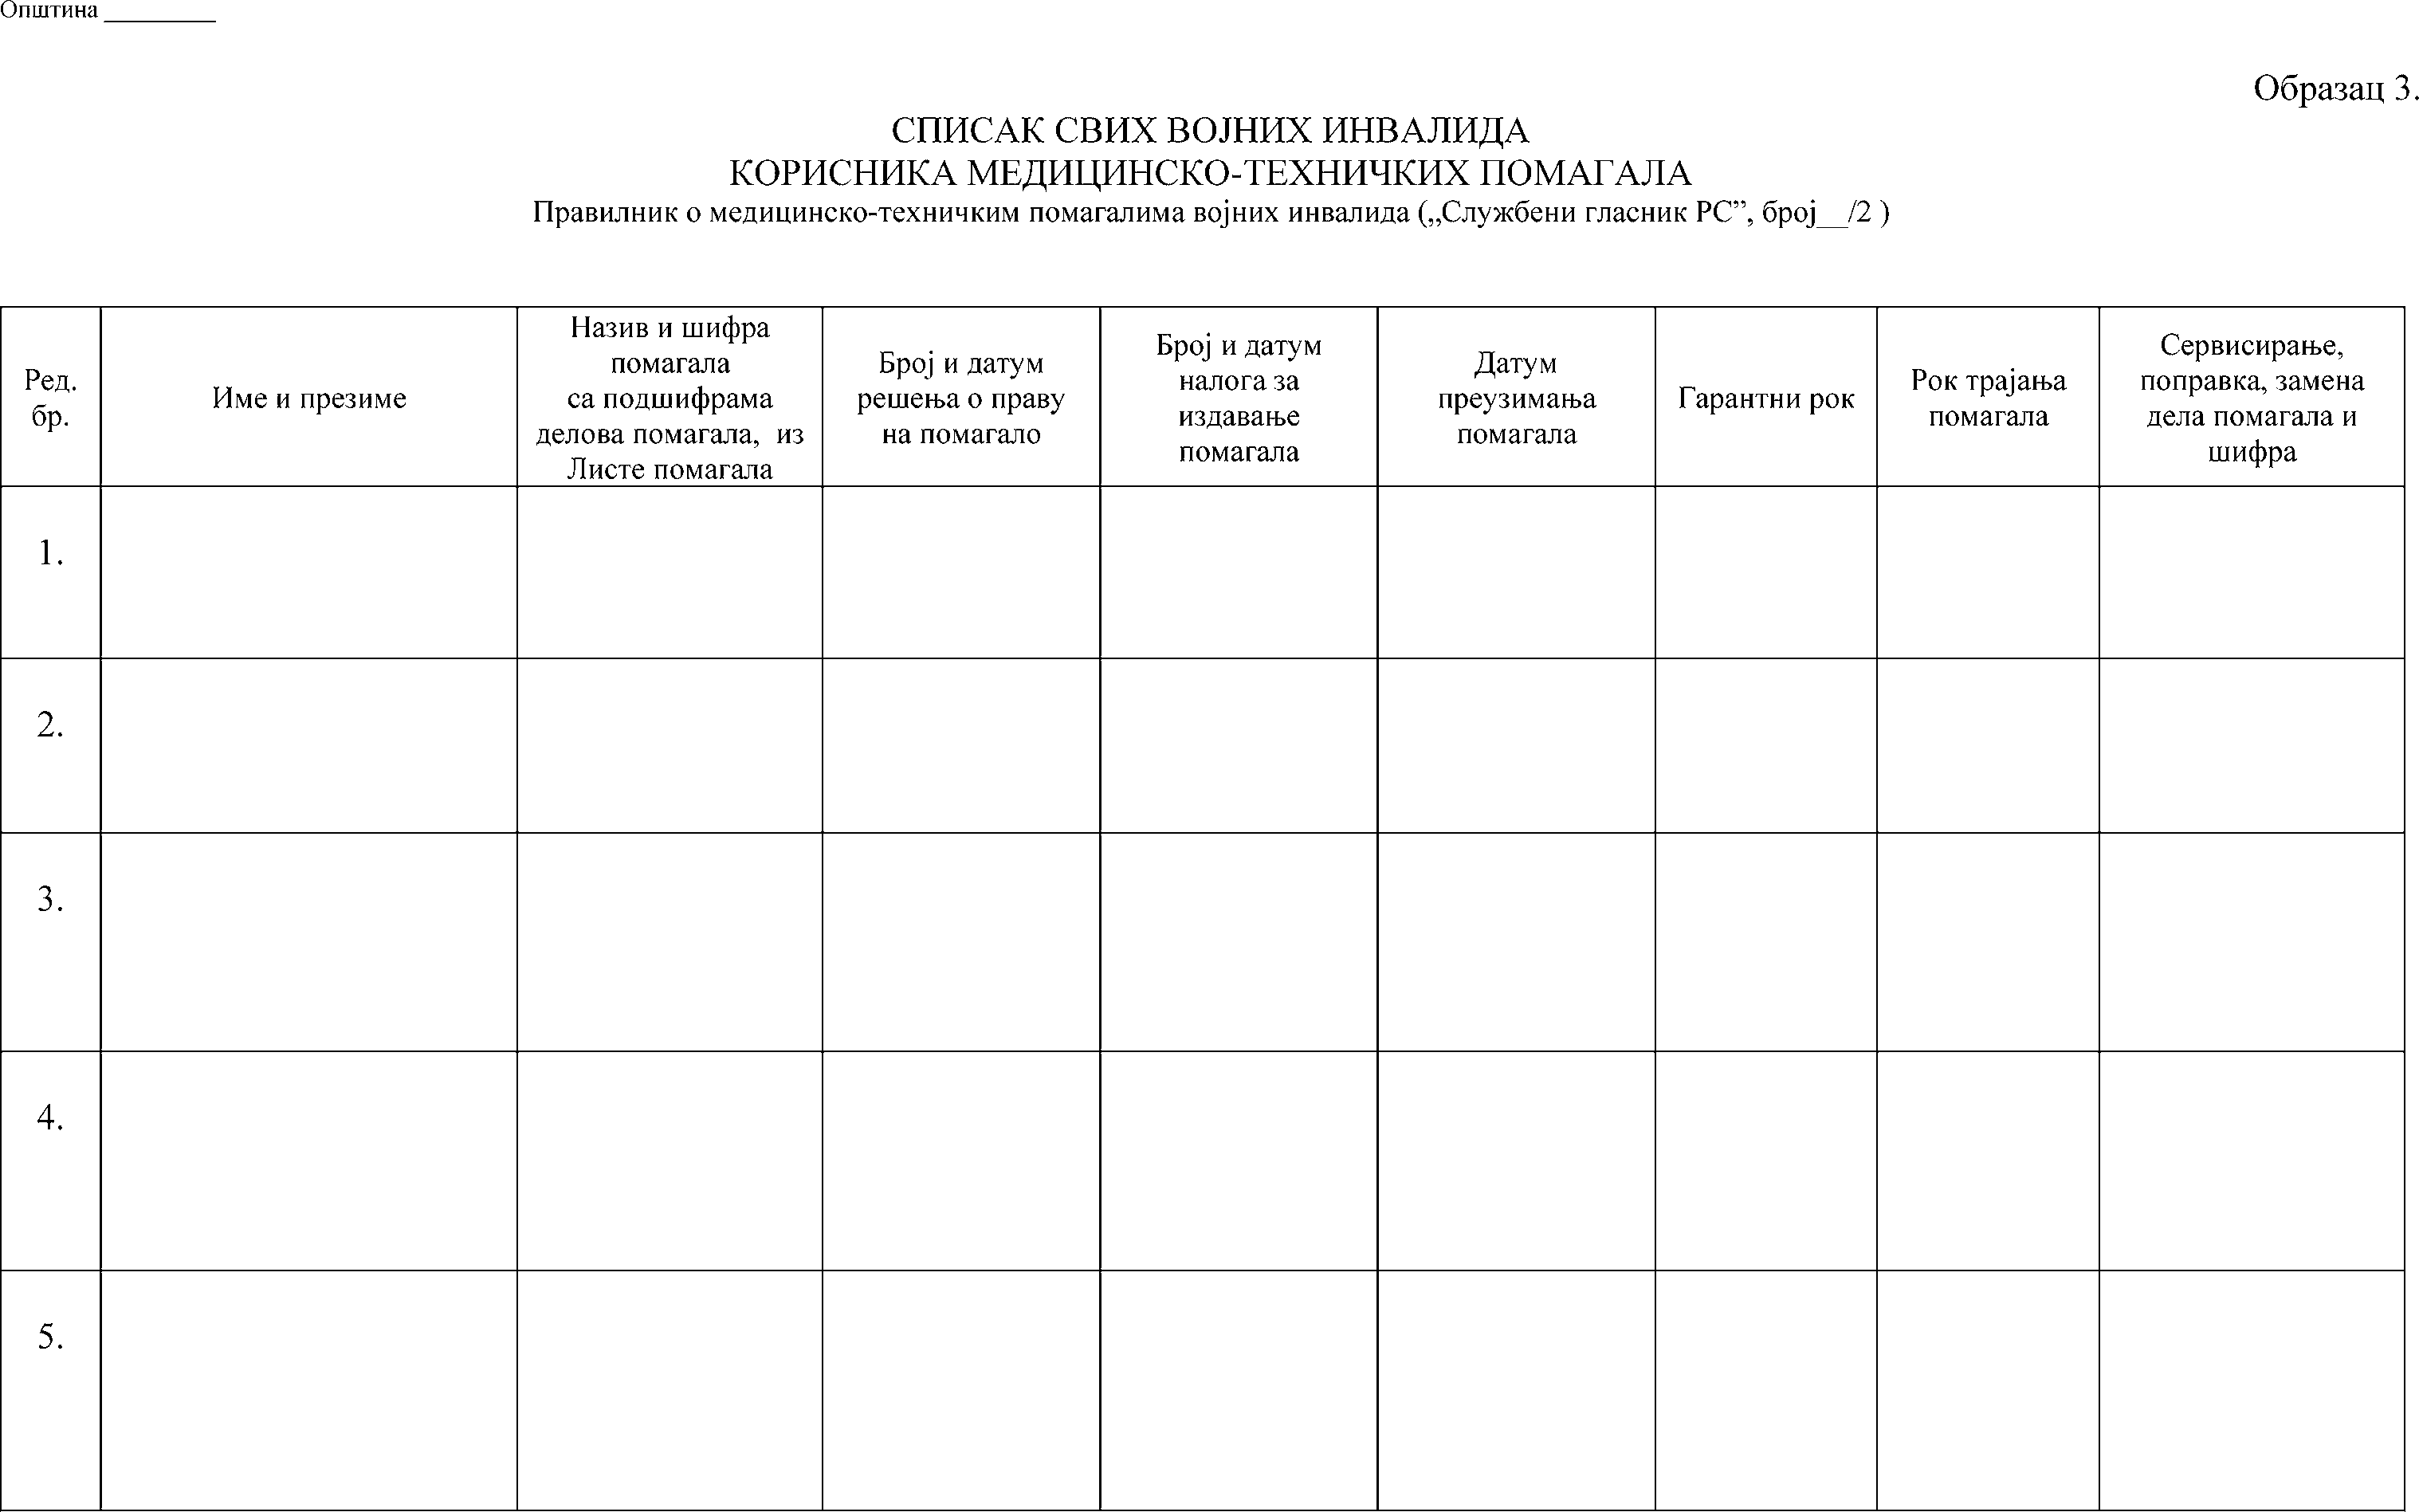 Општина _________
Образац 3.
СПИСАК СВИХ ВОЈНИХ ИНВАЛИДА
КОРИСНИКА МЕДИЦИНСКО-ТЕХНИЧКИХ ПОМАГАЛА
Правилник о медицинско-техничким помагалима војних инвалида („Службени гласник РС”, број__/2 )
Ред.
бр.
Име и презиме
Назив и шифра
помагала
са подшифрама
делова помагала, из
Листе помагала
Број и датум
решења о праву
на помагало
Број и датум
налога за
издавање
помагала
Датум
преузимања
помагала
Гарантни рок
Рок трајања
помагала
Сервисирање,
поправка, замена
дела помагала и
шифра
1.
2.
3.
4.
5.